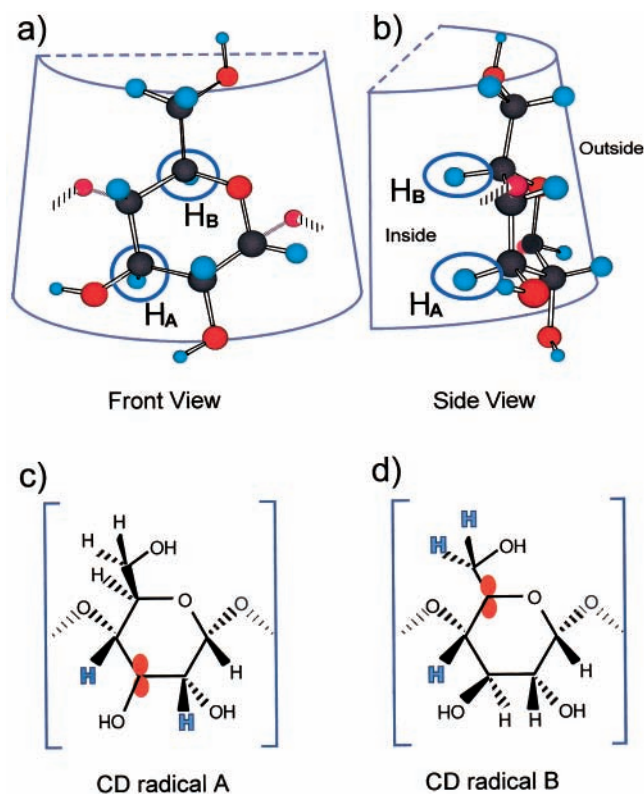 a)
b)
H_B
H_A
Outside
H_B
Inside
H_A
Front View
Side View
c)
d)
H
H
OH
H
O
O
O
H
H
HO
H
OH
CD radical A
H
H
OH
O
O
O
H
H
HO
H
H
OH
CD radical B